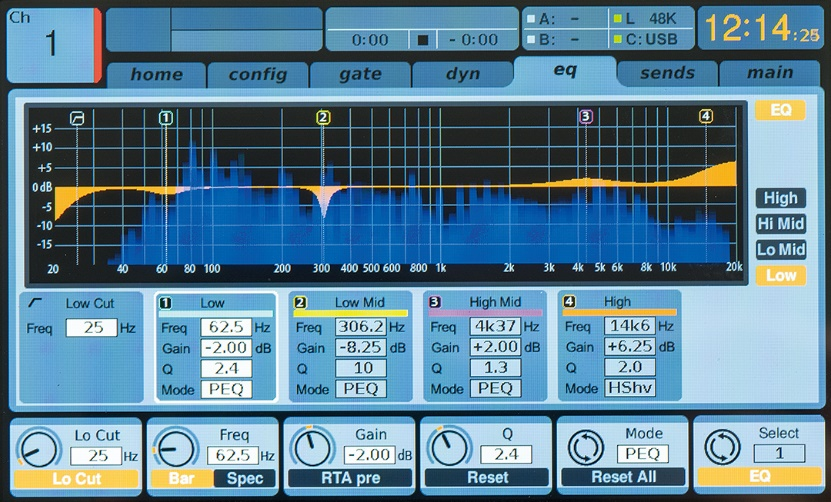 Ch
1
0:00 - 0:00
A: - L 48K
B: - C: USB
12:14:25
home config gate dyn eq sends main
1 2 3 4
EQ
+15
+10
+5
0 dB
-5
-10
-15
20 40 60 80 100 200 300 400 500 600 800 1k 2k 3k 4k 5k 6k 8k 10k 20k
High
Hi Mid
Lo Mid
Low
Low Cut
Freq 25 Hz
1 Low
Freq 62.5 Hz
Gain -2.00 dB
Q 2.4
Mode PEQ
2 Low Mid
Freq 306.2 Hz
Gain -8.25 dB
Q 10
Mode PEQ
3 High Mid
Freq 4k37 Hz
Gain +2.00 dB
Q 1.3
Mode PEQ
4 High
Freq 14k6 Hz
Gain +6.25 dB
Q 2.0
Mode HShv
Lo Cut
25 Hz
Lo Cut
Freq
62.5 Hz
Bar Spec
Gain
-2.00 dB
RTA pre
Q
2.4
Reset
Mode
PEQ
Reset All
Select
1
EQ